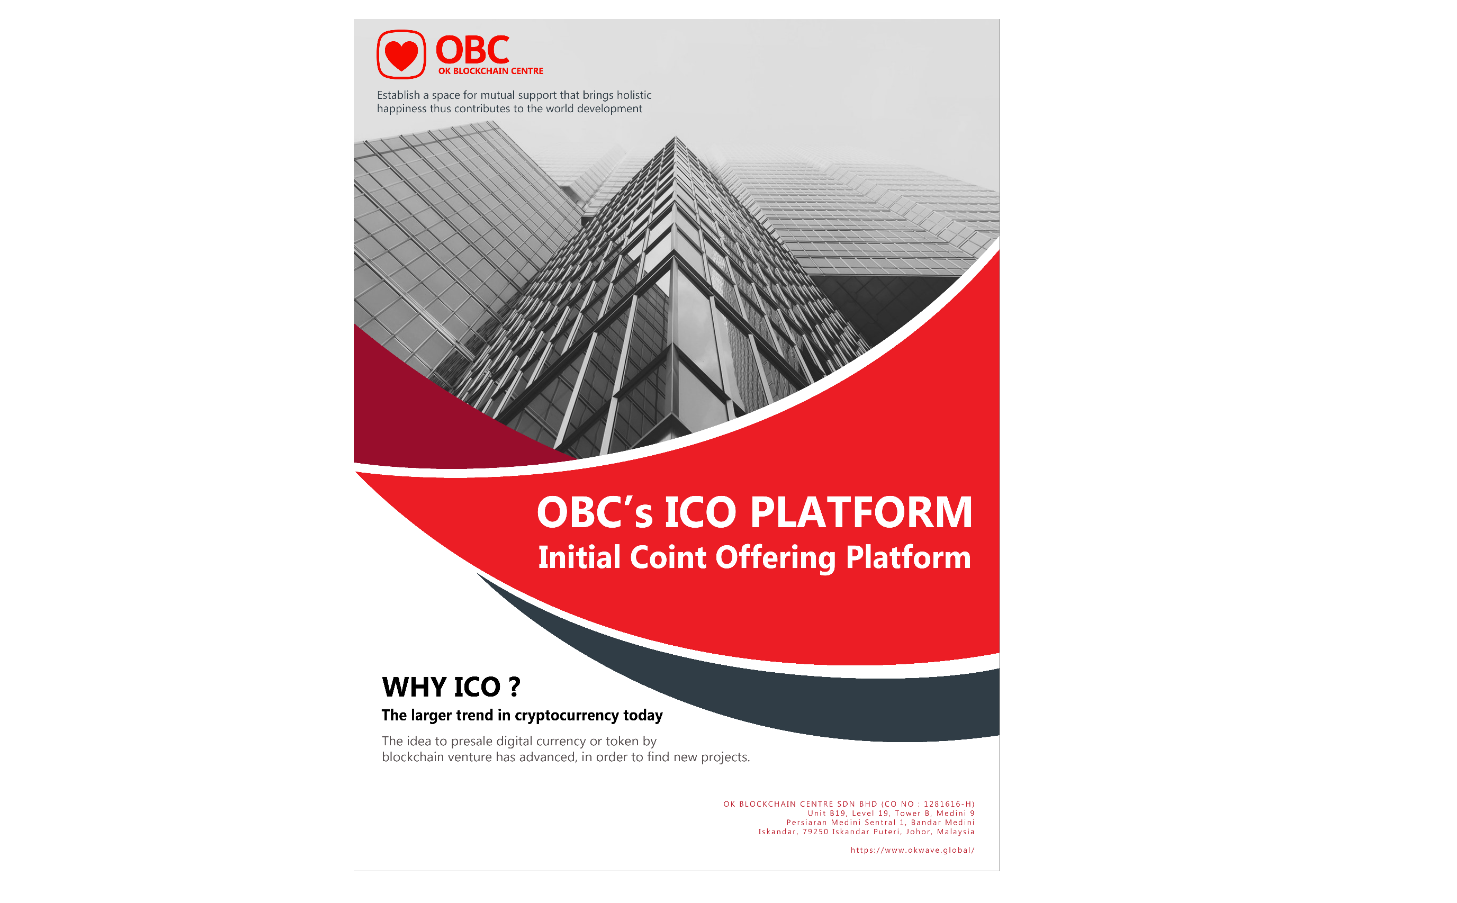 OBC
OK BLOCKCHAIN CENTRE
Establish a space for mutual support that brings holistic
happiness thus contributes to the world development
OBC's ICO PLATFORM
Initial Coint Offering Platform
WHY ICO ?
The larger trend in cryptocurrency today
The idea to presale digital currency or token by
blockchain venture has advanced, in order to find new projects.
OK BLOCKCHAIN CENTRE SDN BHD (CO NO : 1281616-H)
Unit B19, Level 19, Tower B, Medini 9
Persiaran Medini Sentral 1, Bandar Medini
Iskandar, 79250 Iskandar Puteri, Johor, Malaysia
https://www.okwave.global/